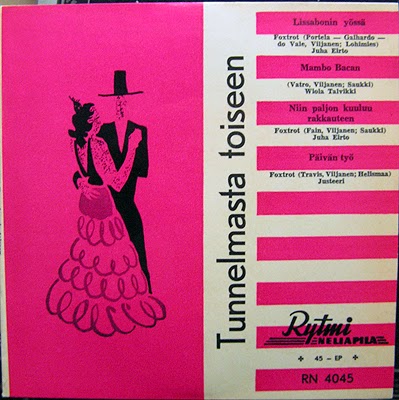 Tunnelmasta toiseen
Lissabonin yössä
Foxtrot (Portela — Galhardo —
do Vale, Viljanen; Lohimies)
Juha Eirto
Mambo Bacan
(Vatro, Viljanen; Saukki)
Wiola Talvikki
Niin paljon kuuluu
rakkauteen
Foxtrot (Fain, Viljanen; Saukki)
Juha Eirto
Päivän työ
Foxtrot (Travis, Viljanen; Helismaa)
Justeeri
Rytmi
NELIAPILA
45 - EP
RN 4045